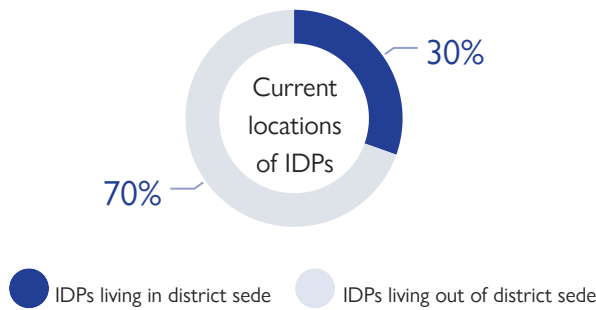 30%
Current
locations
of IDPs
70%
IDPs living in district sede
IDPs living out of district sede